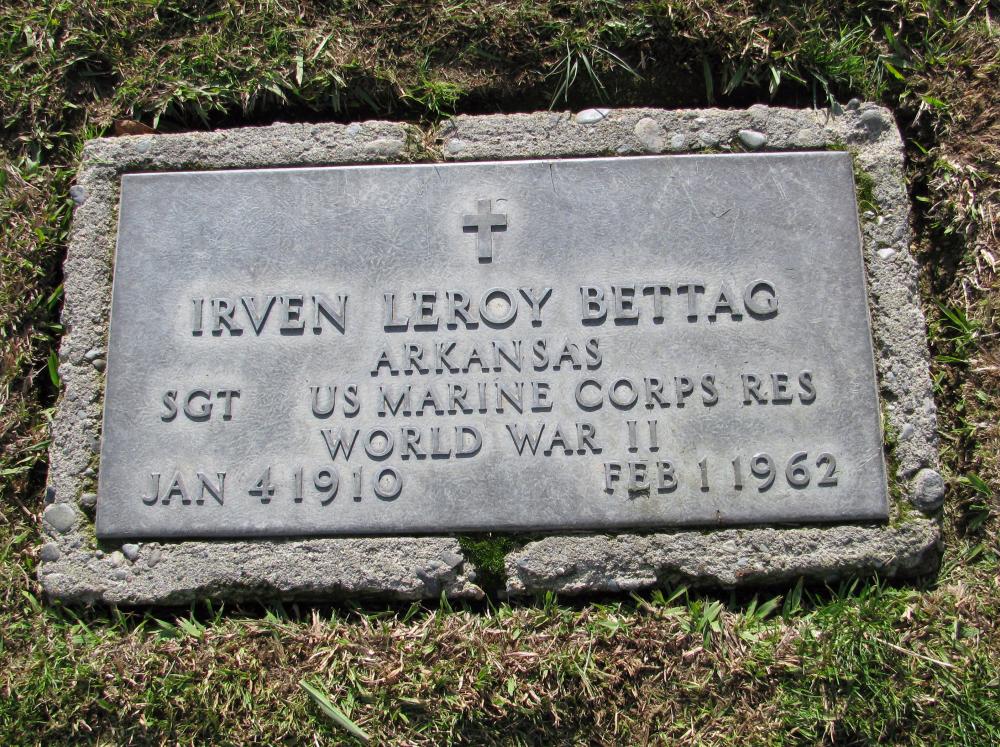 IRVEN LEROY BETTAG
ARKANSAS
SGT US MARINE CORPS RES
WORLD WAR II
JAN 4 1910 FEB 1 1962